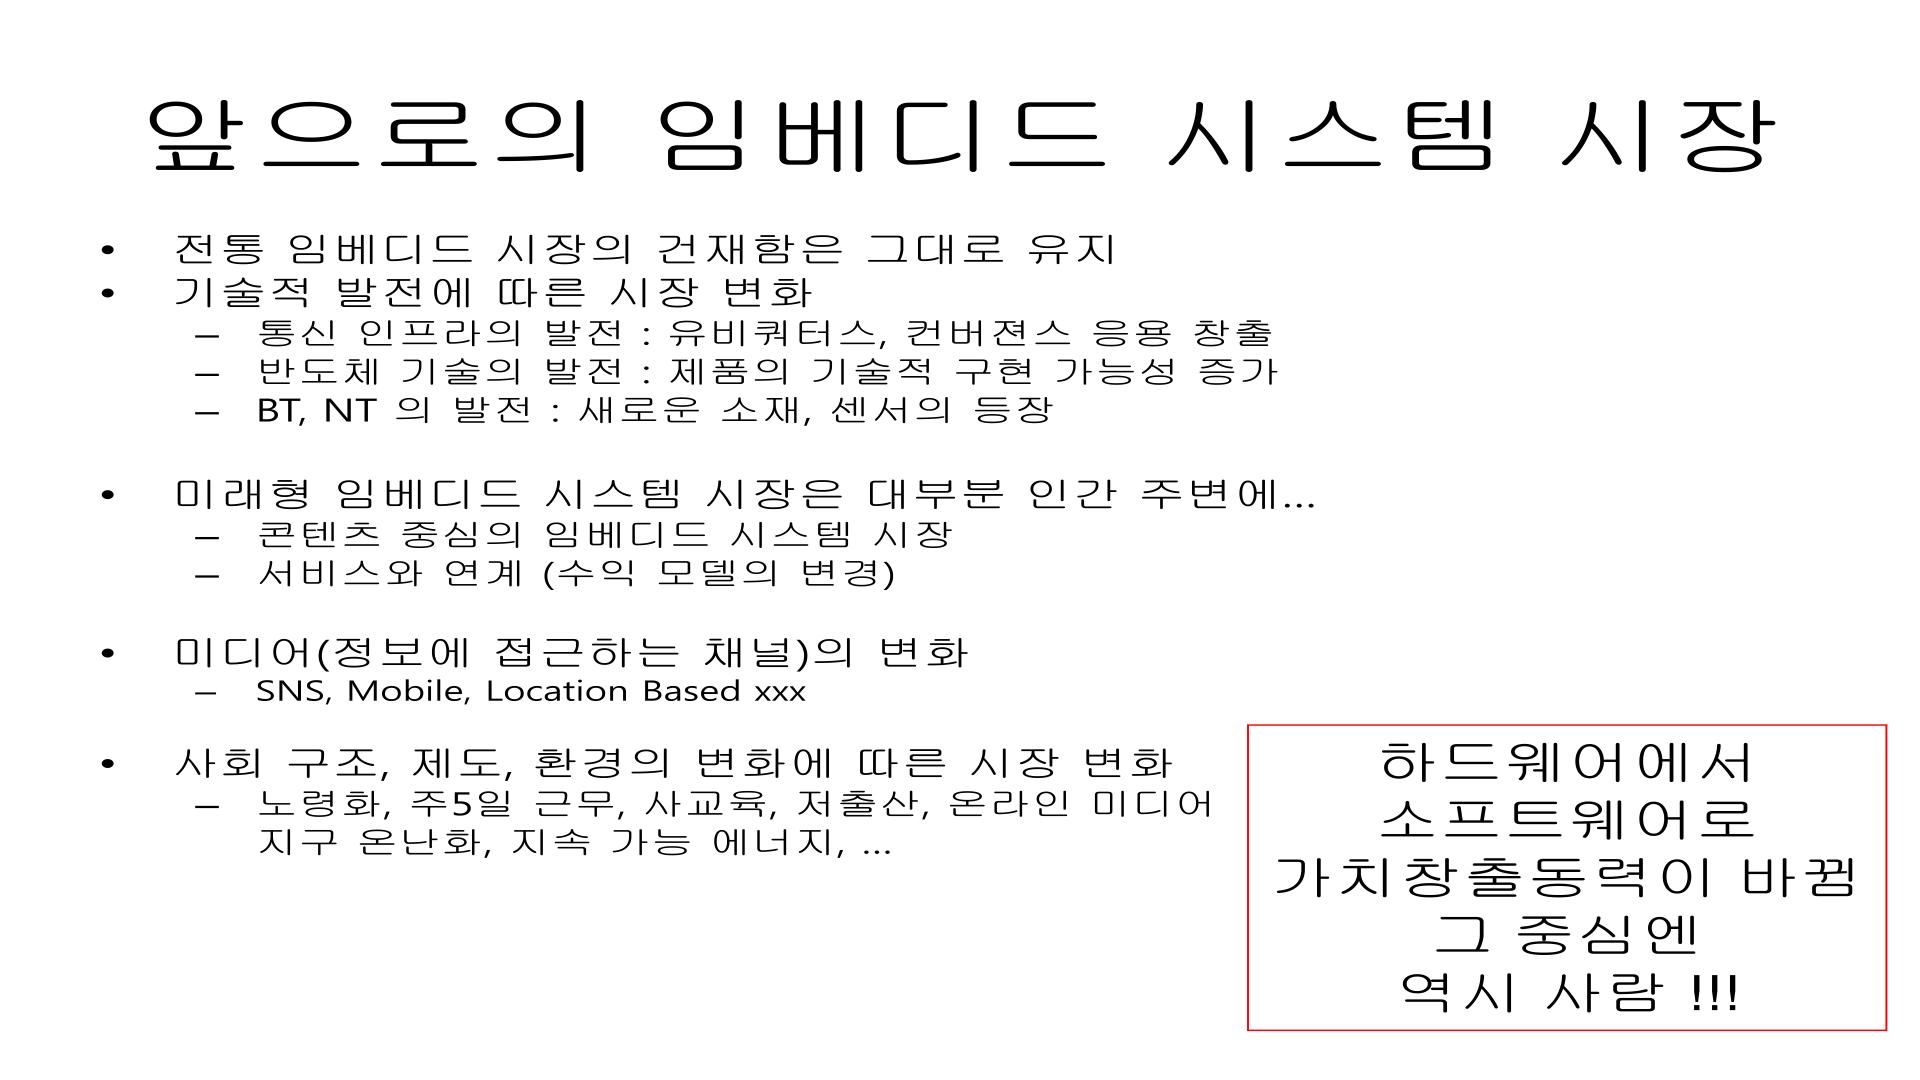 앞으로의 임베디드 시스템 시장
• 전통 임베디드 시장의 건재함은 그대로 유지
• 기술적 발전에 따른 시장 변화
– 통신 인프라의 발전 : 유비쿼터스, 컨버젼스 응용 창출
– 반도체 기술의 발전 : 제품의 기술적 구현 가능성 증가
– BT, NT 의 발전 : 새로운 소재, 센서의 등장
• 미래형 임베디드 시스템 시장은 대부분 인간 주변에...
– 콘텐츠 중심의 임베디드 시스템 시장
– 서비스와 연계 (수익 모델의 변경)
• 미디어(정보에 접근하는 채널)의 변화
– SNS, Mobile, Location Based xxx
• 사회 구조, 제도, 환경의 변화에 따른 시장 변화
– 노령화, 주5일 근무, 사교육, 저출산, 온라인 미디어
지구 온난화, 지속 가능 에너지, ...
하드웨어에서
소프트웨어로
가치창출동력이 바뀜
그 중심엔
역시 사람 !!!